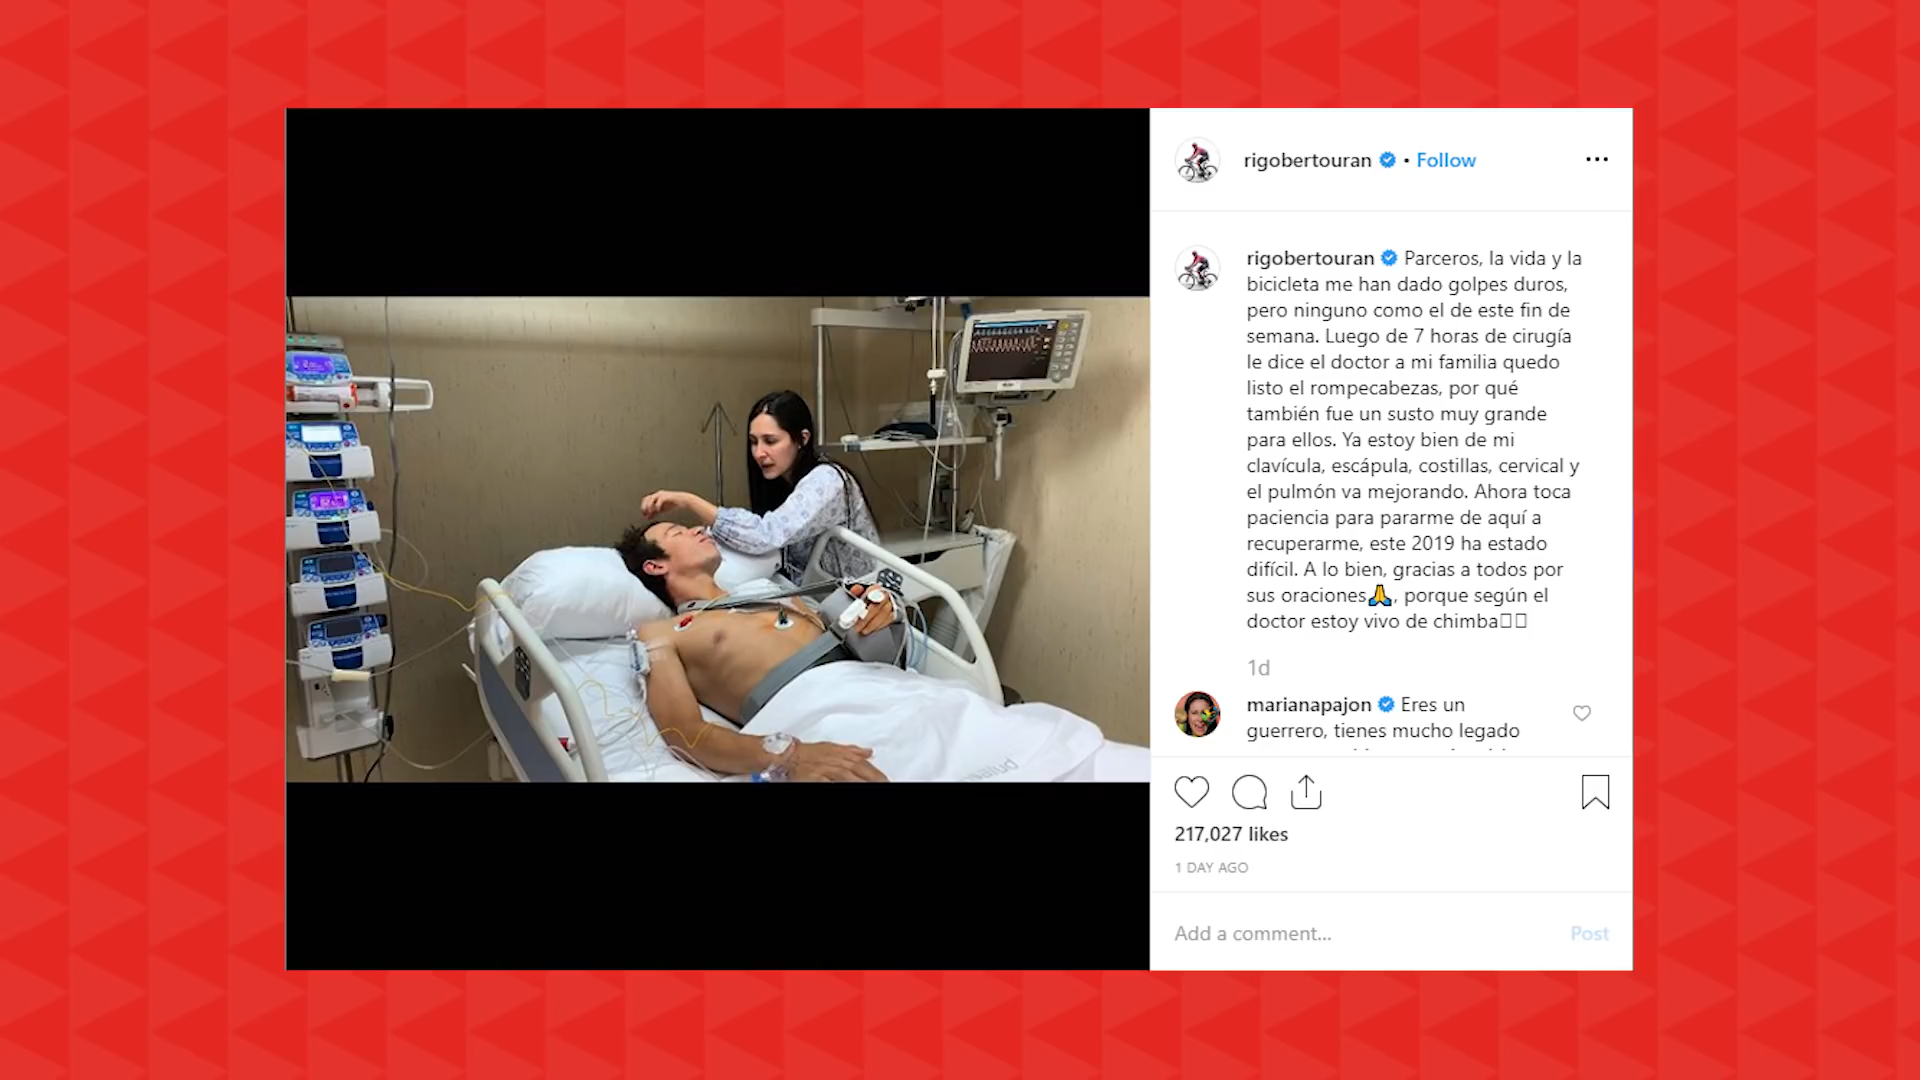 rigobertouran • Follow
rigobertouran Parceros, la vida y la
bicicleta me han dado golpes duros,
pero ninguno como el de este fin de
semana. Luego de 7 horas de cirugía
le dice el doctor a mi familia quedo
listo el rompecabezas, por qué
también fue un susto muy grande
para ellos. Ya estoy bien de mi
clavícula, escápula, costillas, cervical y
el pulmón va mejorando. Ahora toca
paciencia para pararme de aquí a
recuperarme, este 2019 ha estado
difícil. A lo bien, gracias a todos por
sus oraciones🙏, porque según el
doctor estoy vivo de chimba
1d
marianapajon Eres un
guerrero, tienes mucho legado
217,027 likes
1 DAY AGO
Add a comment...
Post